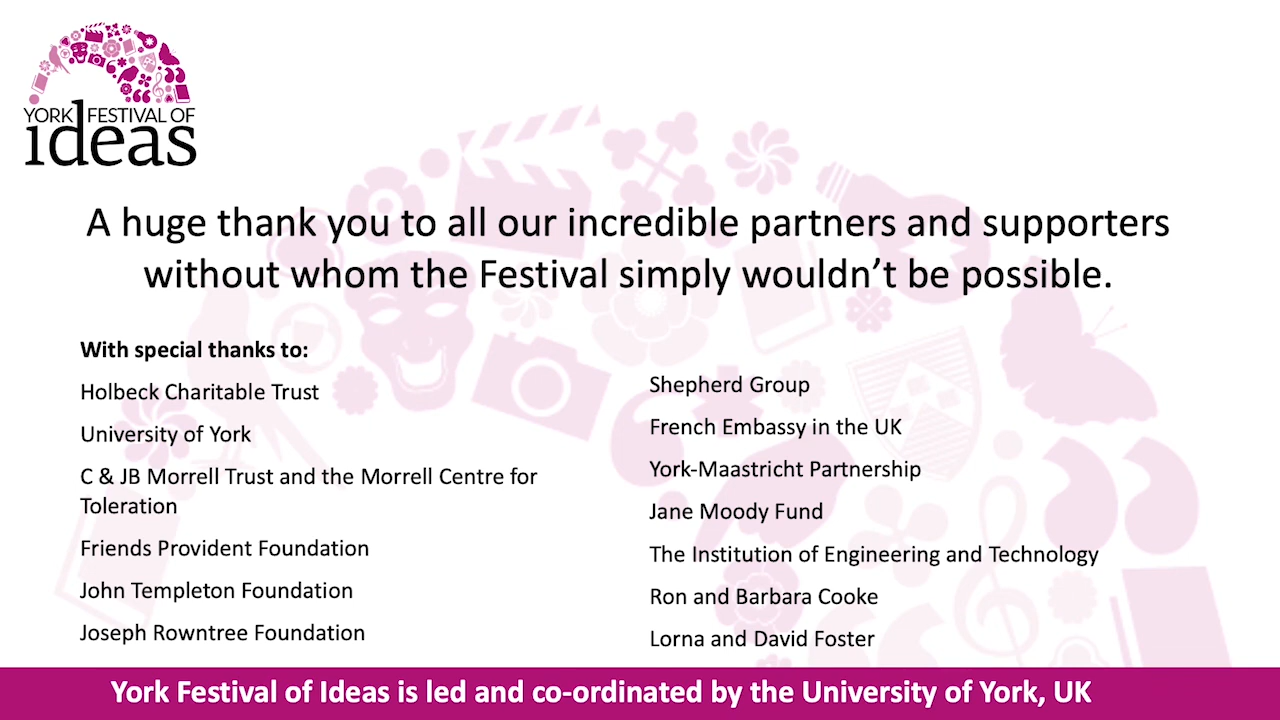 YORK FESTIVAL OF
ideas
A huge thank you to all our incredible partners and supporters
without whom the Festival simply wouldn’t be possible.
With special thanks to:
Holbeck Charitable Trust
University of York
C & JB Morrell Trust and the Morrell Centre for
Toleration
Friends Provident Foundation
John Templeton Foundation
Joseph Rowntree Foundation
Shepherd Group
French Embassy in the UK
York-Maastricht Partnership
Jane Moody Fund
The Institution of Engineering and Technology
Ron and Barbara Cooke
Lorna and David Foster
York Festival of Ideas is led and co-ordinated by the University of York, UK